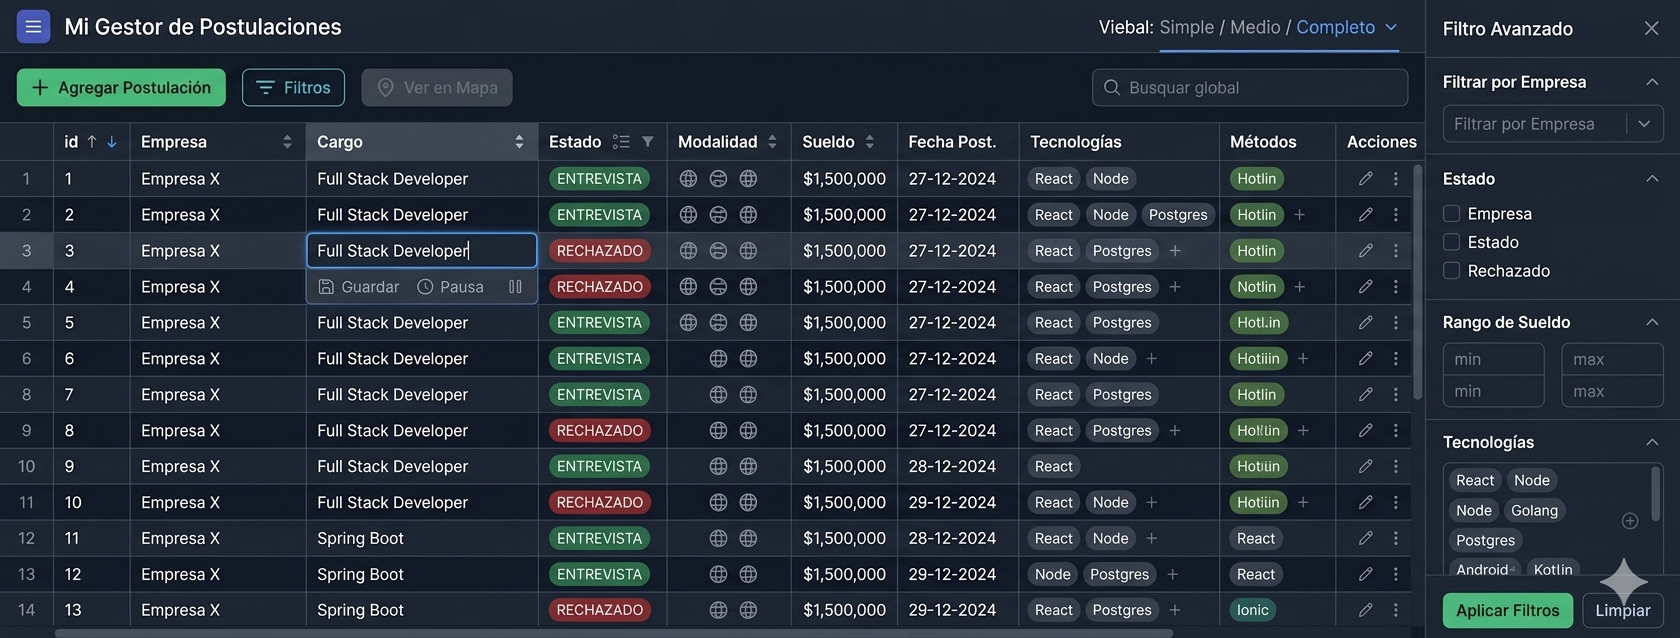 Mi Gestor de Postulaciones
Viebal: Simple / Medio / Completo
Agregar Postulación
Filtros
Ver en Mapa
Busquar global
id Empresa Cargo Estado Modalidad Sueldo Fecha Post. Tecnologías Métodos Acciones
1 1 Empresa X Full Stack Developer ENTREVISTA $1,500,000 27-12-2024 React Node Hotlin
2 2 Empresa X Full Stack Developer ENTREVISTA $1,500,000 27-12-2024 React Node Postgres Hotlin +
3 3 Empresa X Full Stack Developer RECHAZADO $1,500,000 27-12-2024 React Postgres + Hotlin
4 4 Empresa X Guardar Pausa RECHAZADO $1,500,000 27-12-2024 React Postgres + Notlin +
5 5 Empresa X Full Stack Developer ENTREVISTA $1,500,000 27-12-2024 React Postgres
6 6 Empresa X Full Stack Developer ENTREVISTA $1,500,000 27-12-2024 React Node + +
8 7 Empresa X Full Stack Developer ENTREVISTA $1,500,000 27-12-2024 React Postgres Hotlin
9 8 Empresa X Full Stack Developer RECHAZADO $1,500,000 27-12-2024 React Postgres + +
10 9 Empresa X Full Stack Developer ENTREVISTA $1,500,000 28-12-2024 React
11 10 Empresa X Full Stack Developer RECHAZADO $1,500,000 29-12-2024 React Node + +
12 11 Empresa X Spring Boot ENTREVISTA $1,500,000 28-12-2024 React Node + React
13 12 Empresa X Spring Boot ENTREVISTA $1,500,000 29-12-2024 Node Postgres + React
14 13 Empresa X Spring Boot RECHAZADO $1,500,000 29-12-2024 React Postgres + Ionic
Filtro Avanzado
Filtrar por Empresa
Filtrar por Empresa
Estado
Empresa
Estado
Rechazado
Rango de Sueldo
min max
min max
Tecnologías
React Node
Node Golang
Postgres
Android Kotlin
Aplicar Filtros Limpiar